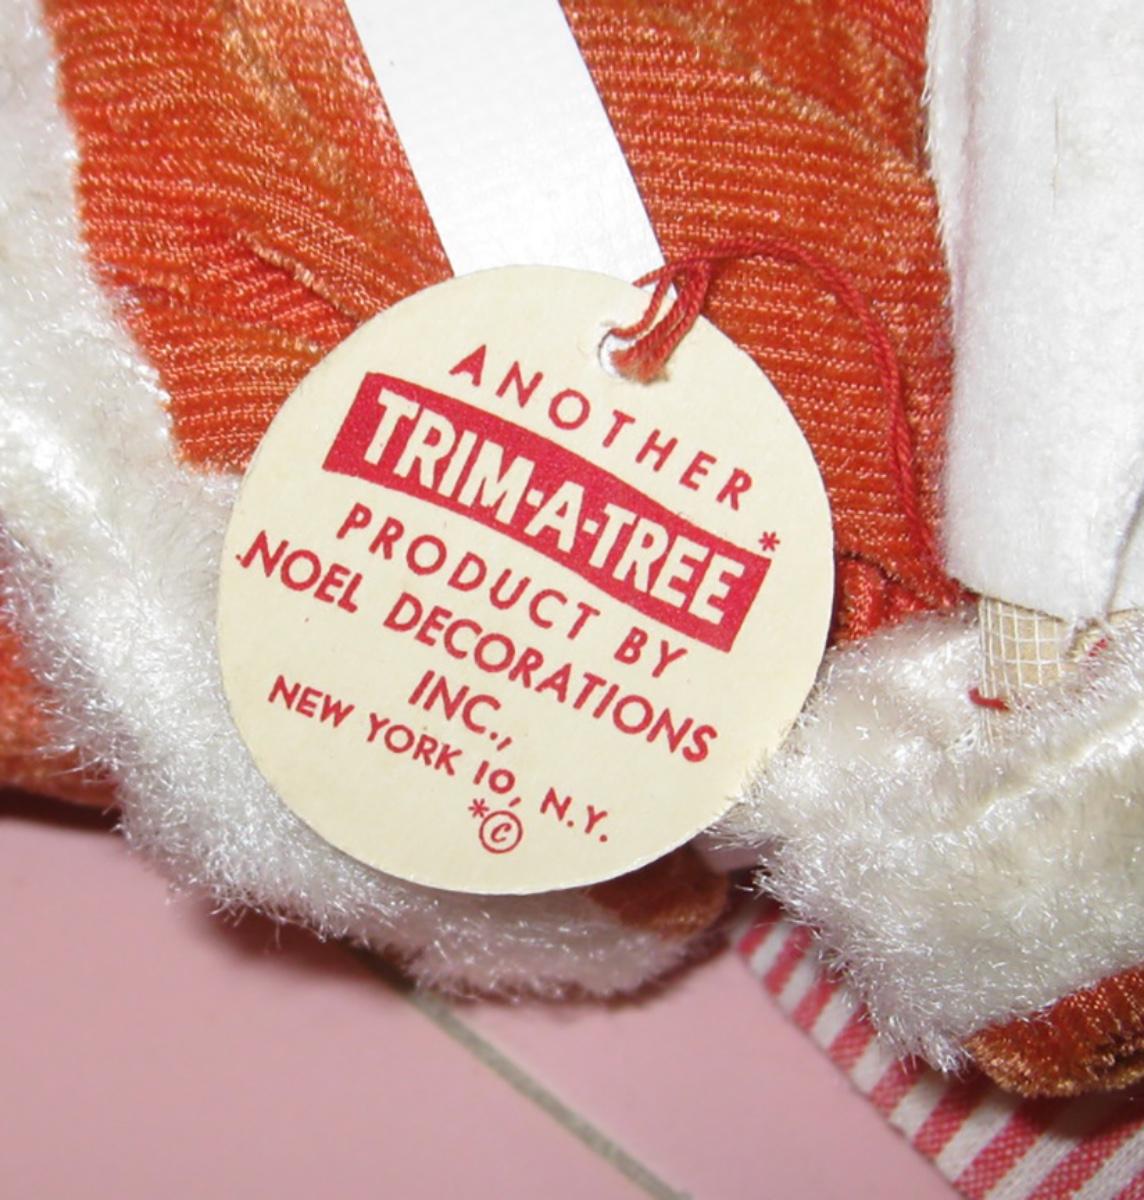 ANOTHER
TRIM-A-TREE*
PRODUCT BY
NOEL DECORATIONS
INC.,
NEW YORK 10, N.Y.
*©